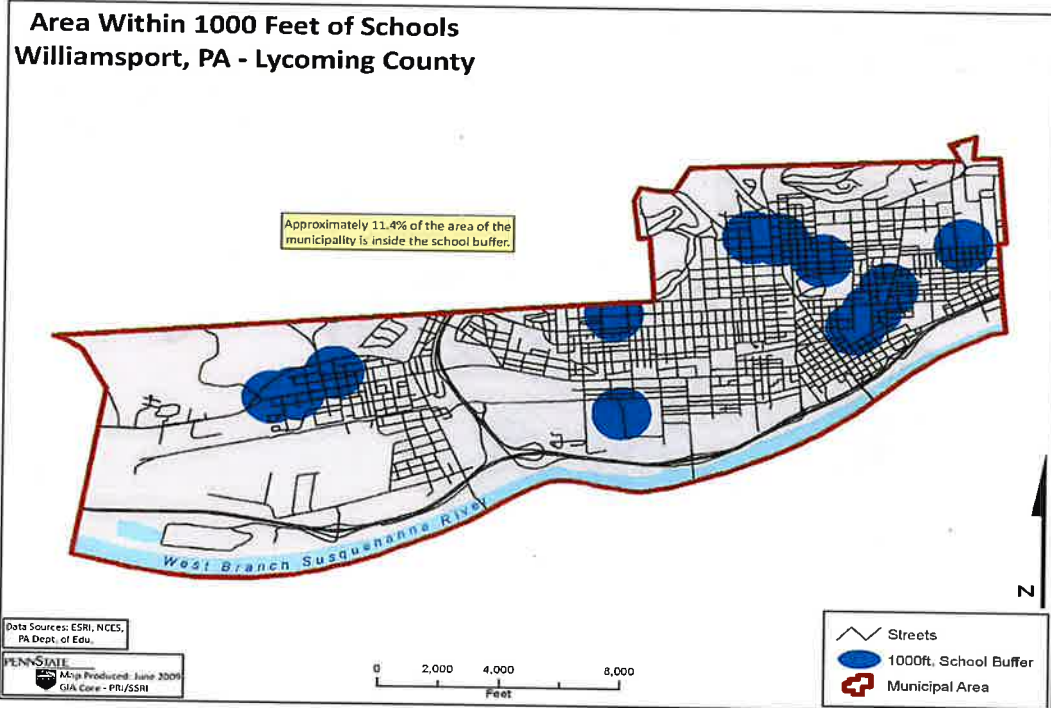 Area Within 1000 Feet of Schools
Williamsport, PA - Lycoming County
Approximately 11.4% of the area of the
municipality is inside the school buffer.
West Branch Susquehanna River
N
Data Sources: ESRI, NCES,
PA Dept. of Edu.
PENNSTATE
Map Produced: June 2009
GIA Core - PRI/SSRI
0 2,000 4,000 8,000
Feet
Streets
1000ft. School Buffer
Municipal Area